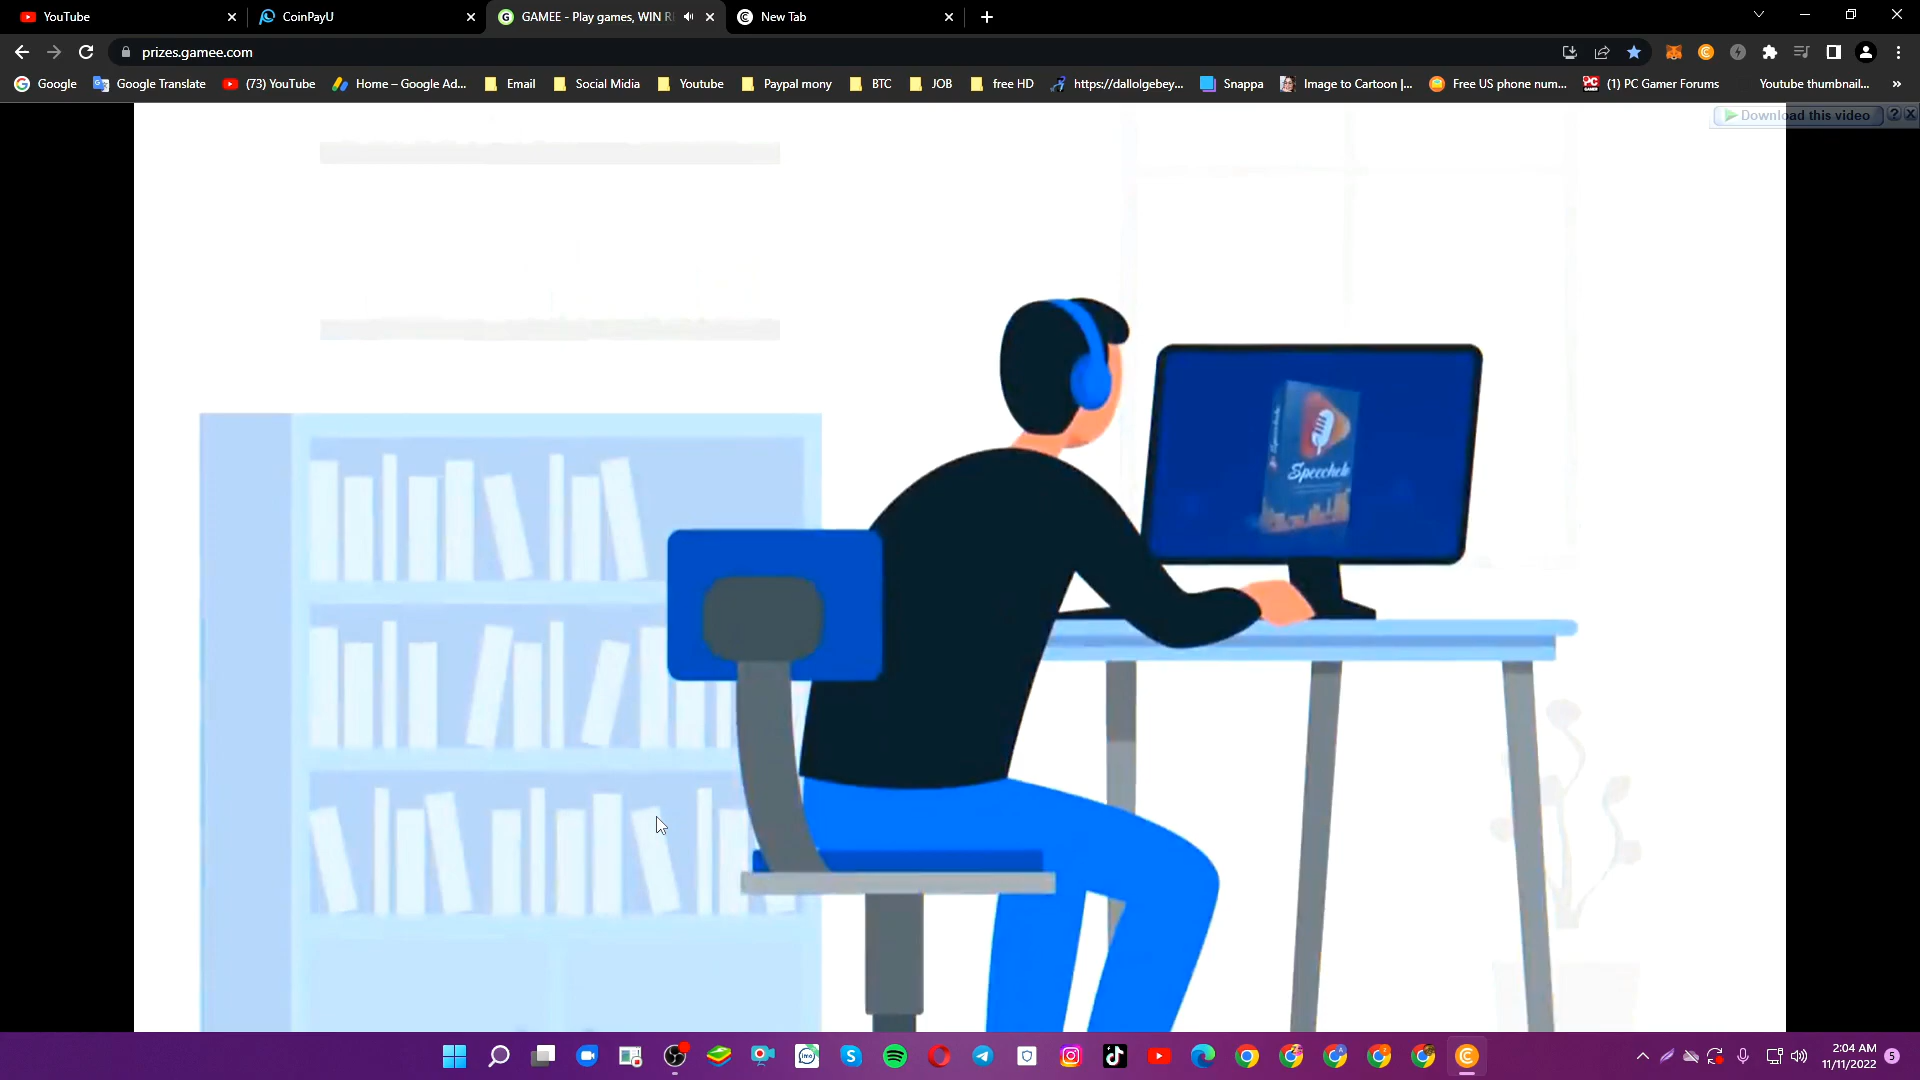 YouTube
CoinPayU
GAMEE - Play games, WIN R
New Tab
prizes.gamee.com
Google
Google Translate
(73) YouTube
Home – Google Ad...
Email
Social Midia
Youtube
Paypal mony
BTC
JOB
free HD
https://dallolgebey...
Snappa
Image to Cartoon |...
Free US phone num...
(1) PC Gamer Forums
Youtube thumbnail...
»
Download this video
?
X
Speechelo
imo
2:04 AM
11/11/2022
5